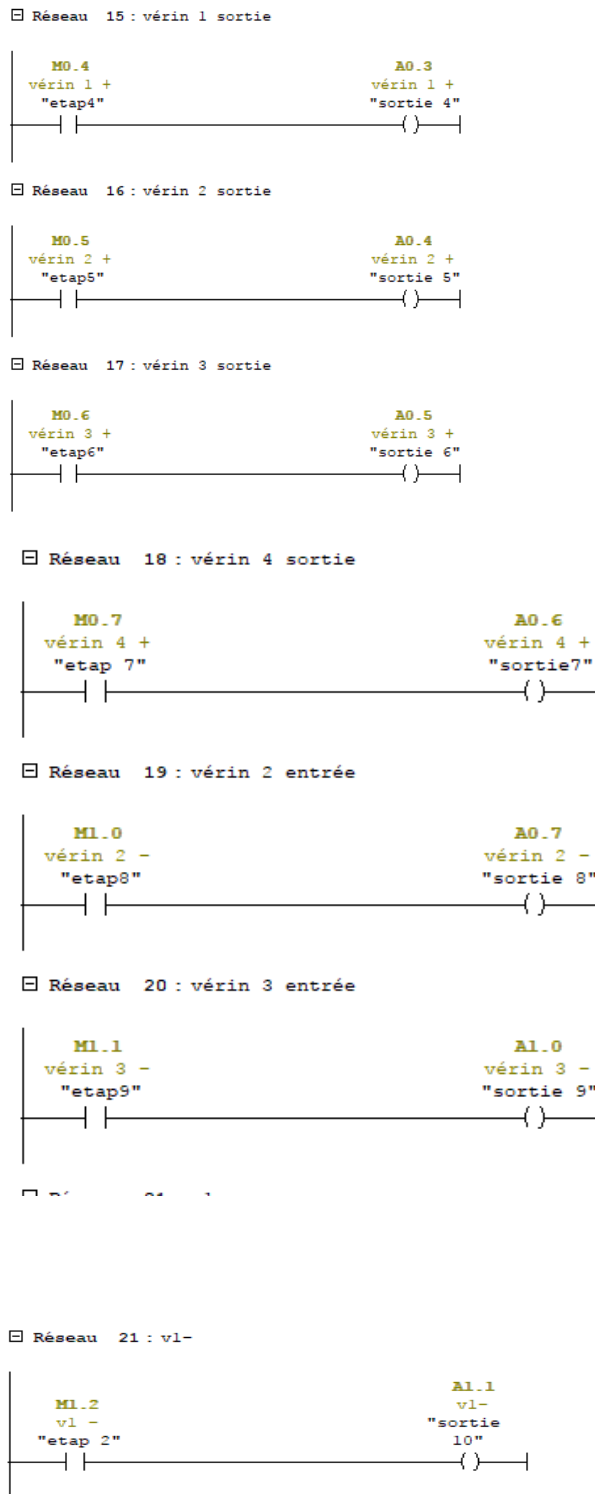 Réseau 15 : vérin 1 sortie
M0.4 A0.3
vérin 1 + vérin 1 +
"etap4" "sortie 4"
Réseau 16 : vérin 2 sortie
M0.5 A0.4
vérin 2 + vérin 2 +
"etap5" "sortie 5"
Réseau 17 : vérin 3 sortie
M0.6 A0.5
vérin 3 + vérin 3 +
"etap6" "sortie 6"
Réseau 18 : vérin 4 sortie
M0.7 A0.6
vérin 4 + vérin 4 +
"etap 7" "sortie7"
Réseau 19 : vérin 2 entrée
M1.0 A0.7
vérin 2 - vérin 2 -
"etap8" "sortie 8"
Réseau 20 : vérin 3 entrée
M1.1 A1.0
vérin 3 - vérin 3 -
"etap9" "sortie 9"
Réseau 21 : v1-
A1.1
M1.2 v1-
v1 - "sortie
"etap 2" 10"